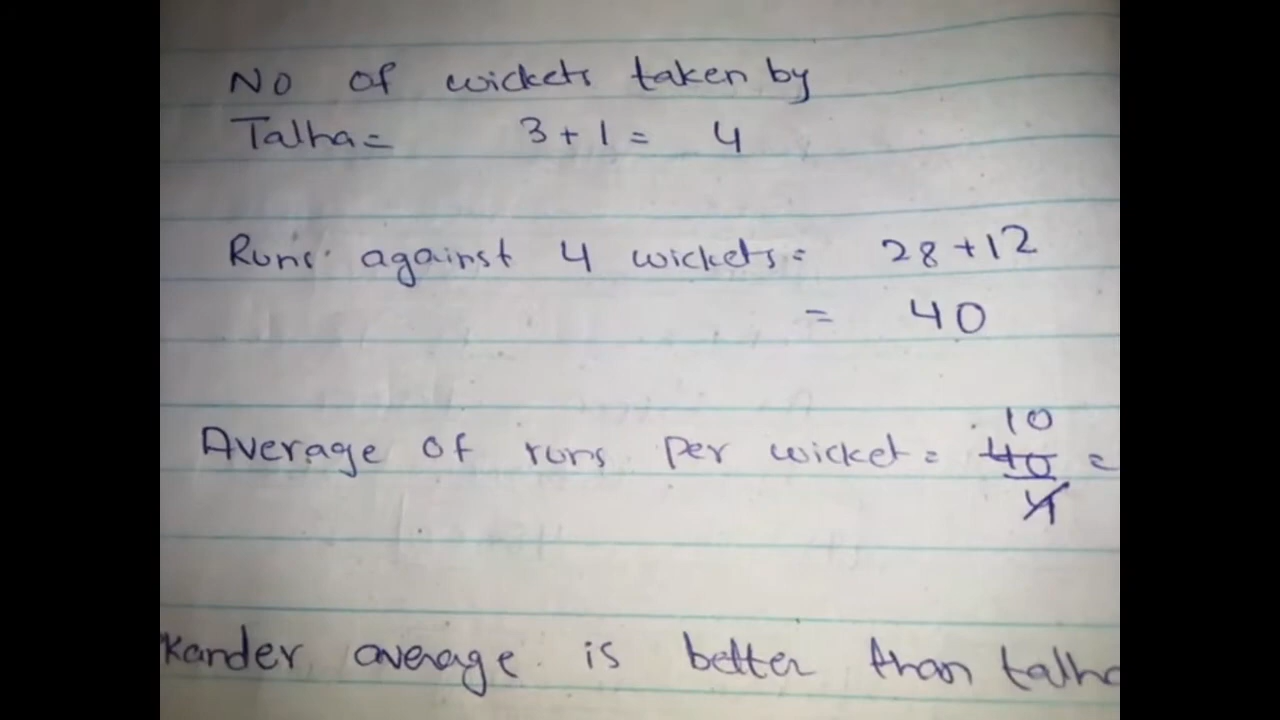 No of wickets taken by
Talha = 3 + 1 = 4
Runs against 4 wickets = 28 + 12
= 40
10
Average of runs per wicket = 40 =
4
Kander average is better than talha